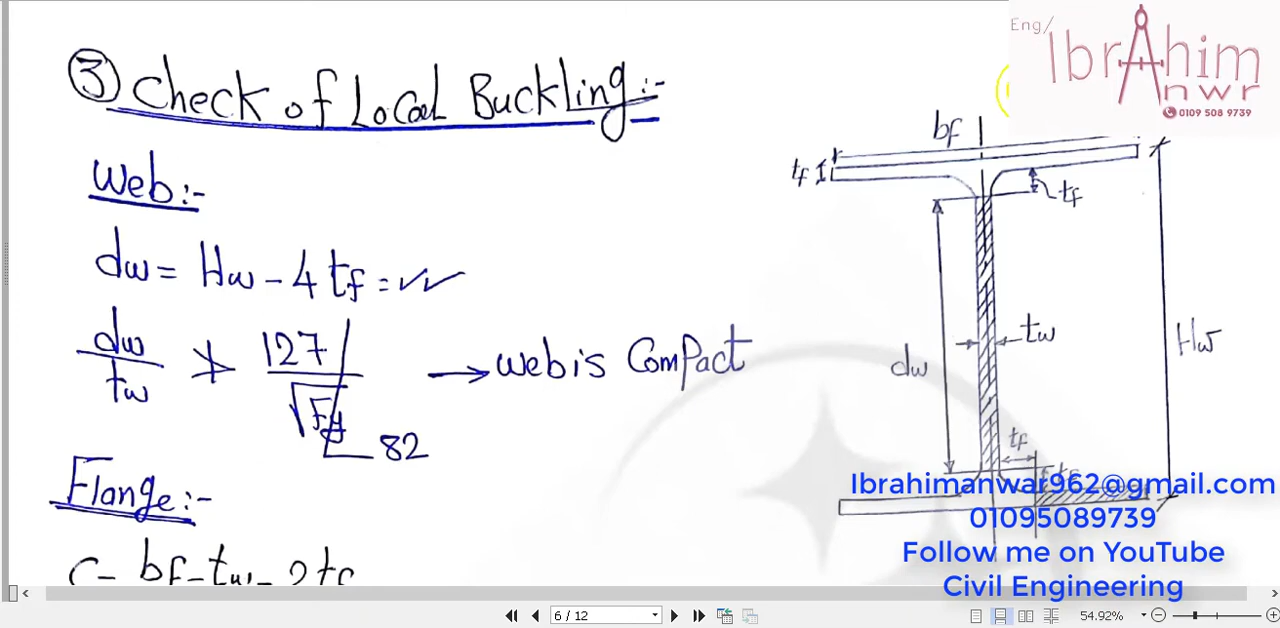 Eng/
IbrAhim
Anwr
0109 508 9739
③ Check of Local Buckling:-
Web:-
dw = Hw - 4 tf = ✓✓
dw/tw ≯ 127/√Fy → web is Compact
82
Flange:-
C = bf - tw - 2tf
bf
tf
tf
tw
dw
Hw
tf
Ibrahimanwar962@gmail.com
01095089739
Follow me on YouTube
Civil Engineering
6 / 12
54.92%